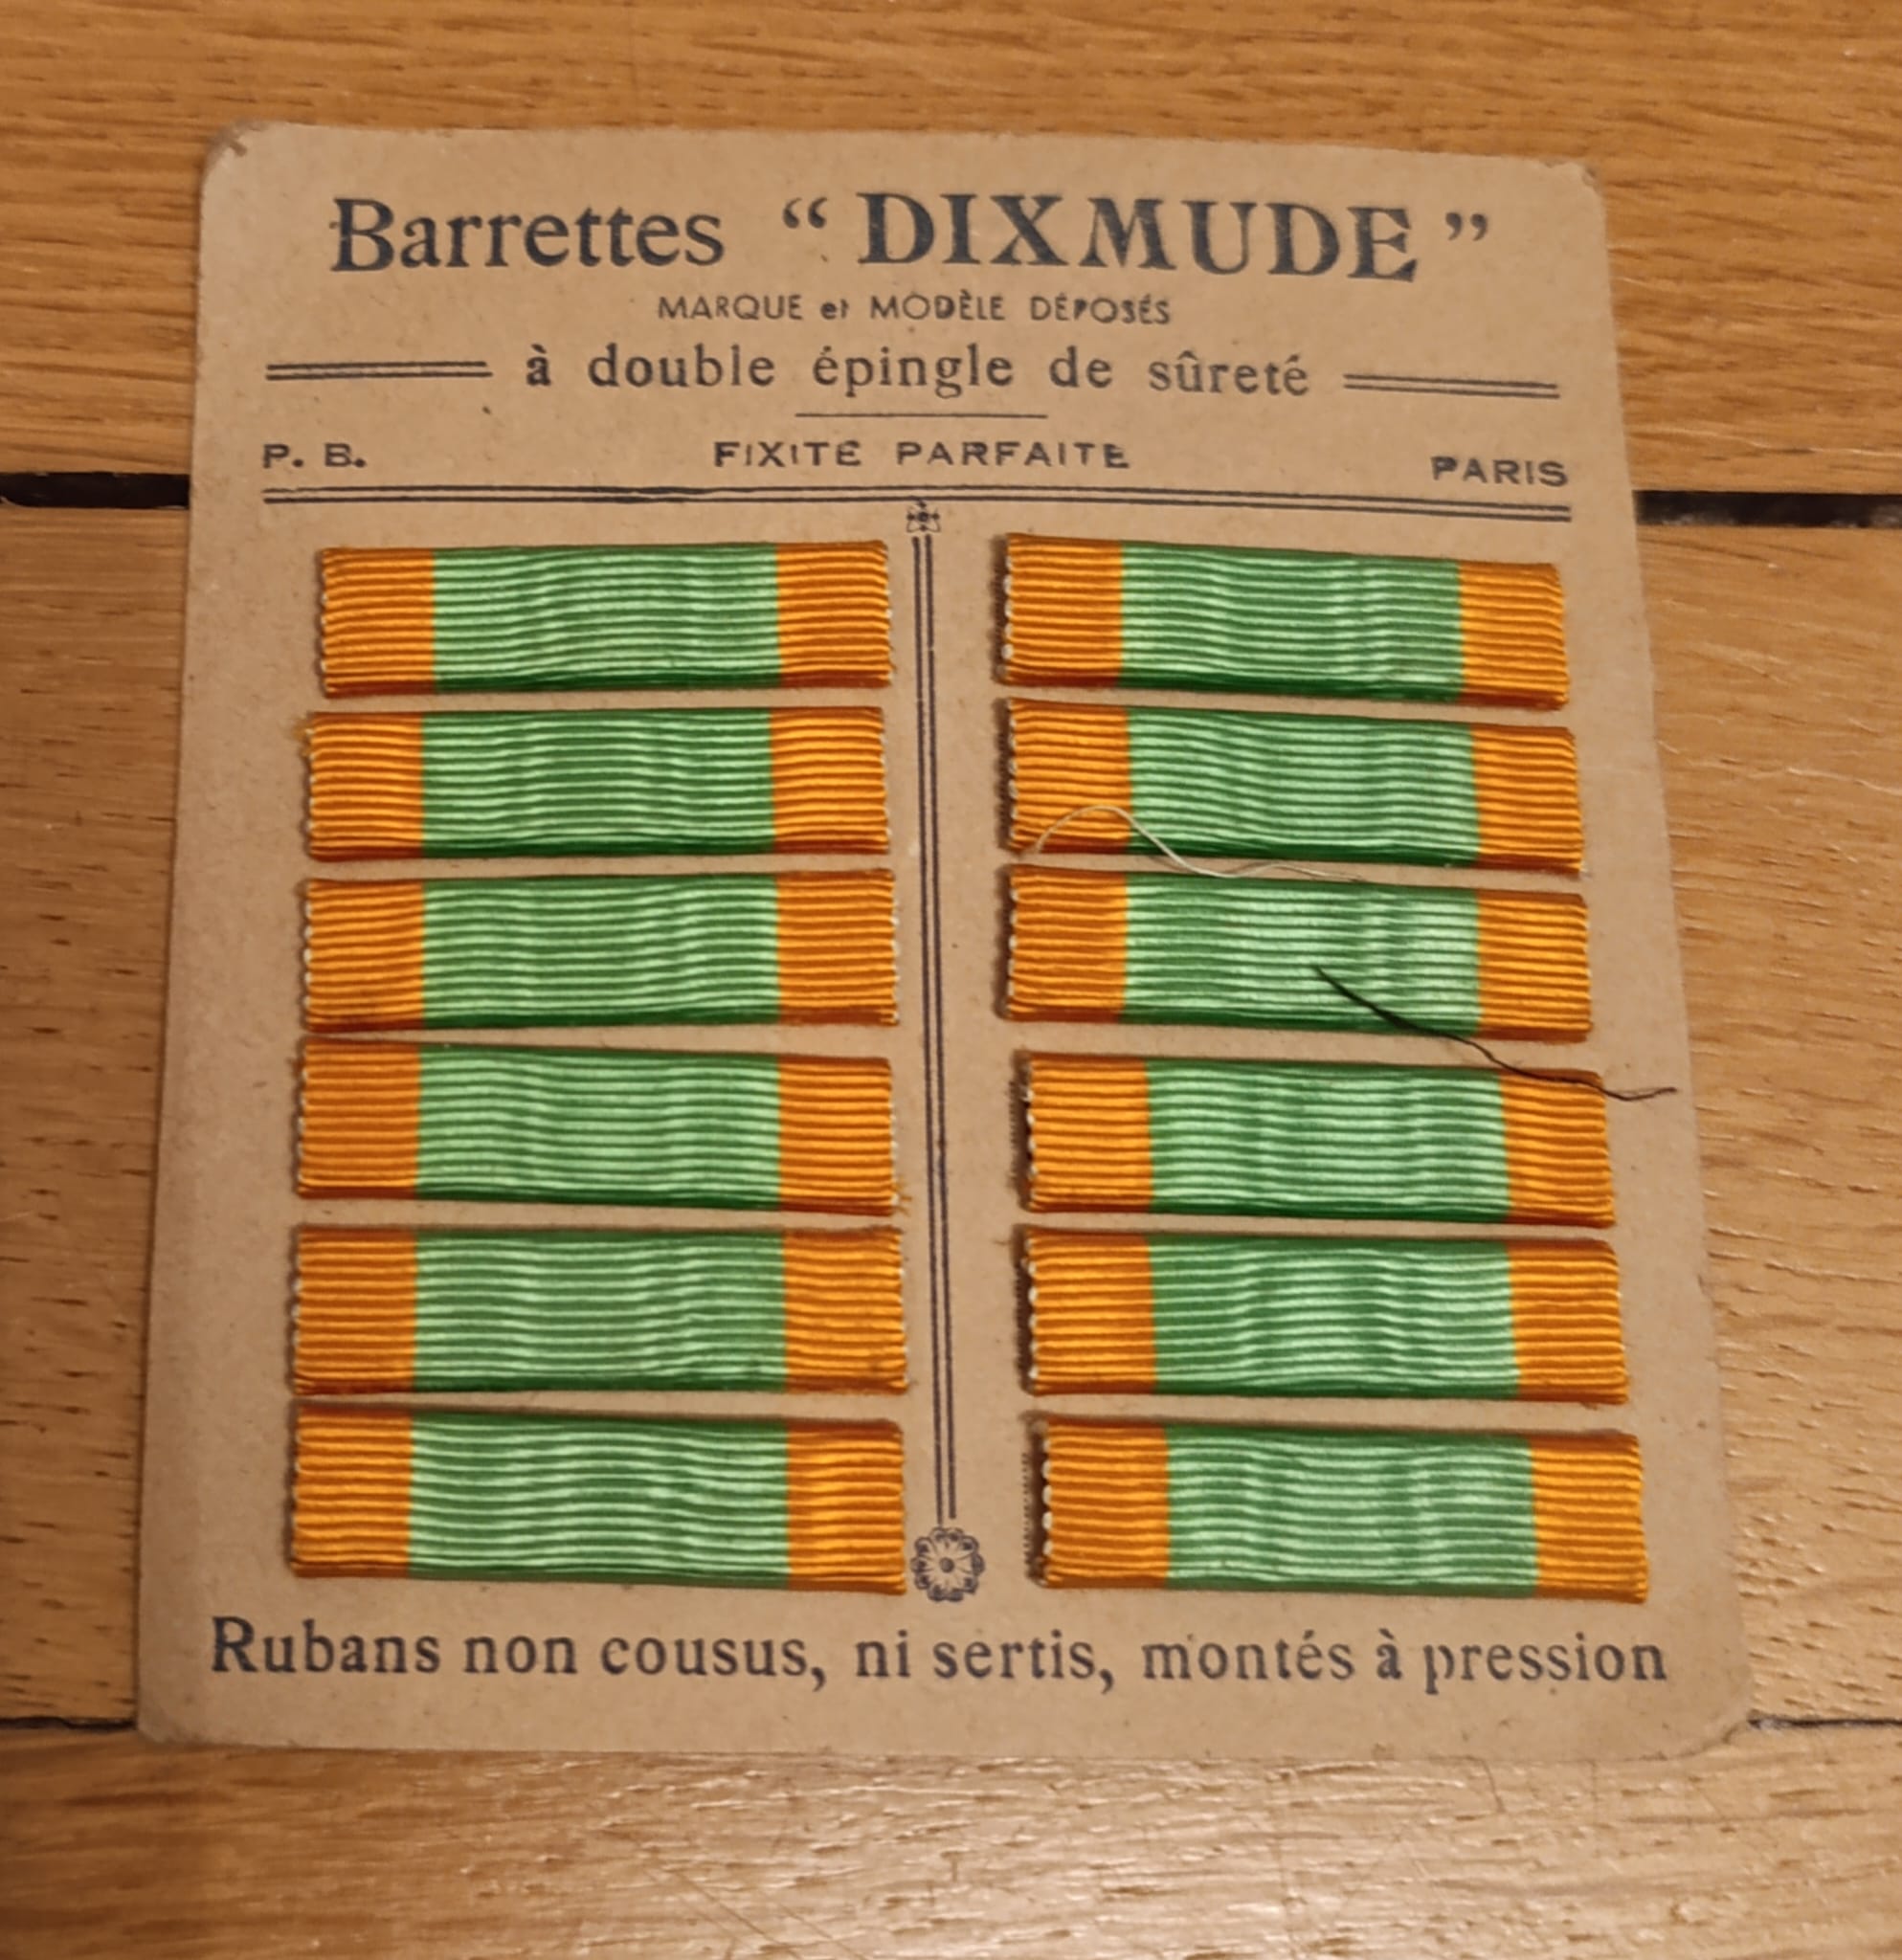 Barrettes “ DIXMUDE ”
MARQUE et MODÈLE DÉPOSÉS
à double épingle de sûreté
P. B. FIXITE PARFAITE PARIS
Rubans non cousus, ni sertis, montés à pression